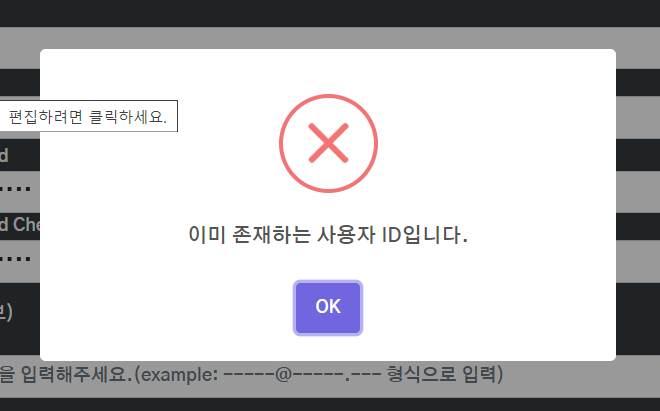 편집하려면 클릭하세요.
d
이미 존재하는 사용자 ID입니다.
d Che
OK
을 입력해주세요.(example: -----@-----.--- 형식으로 입력)